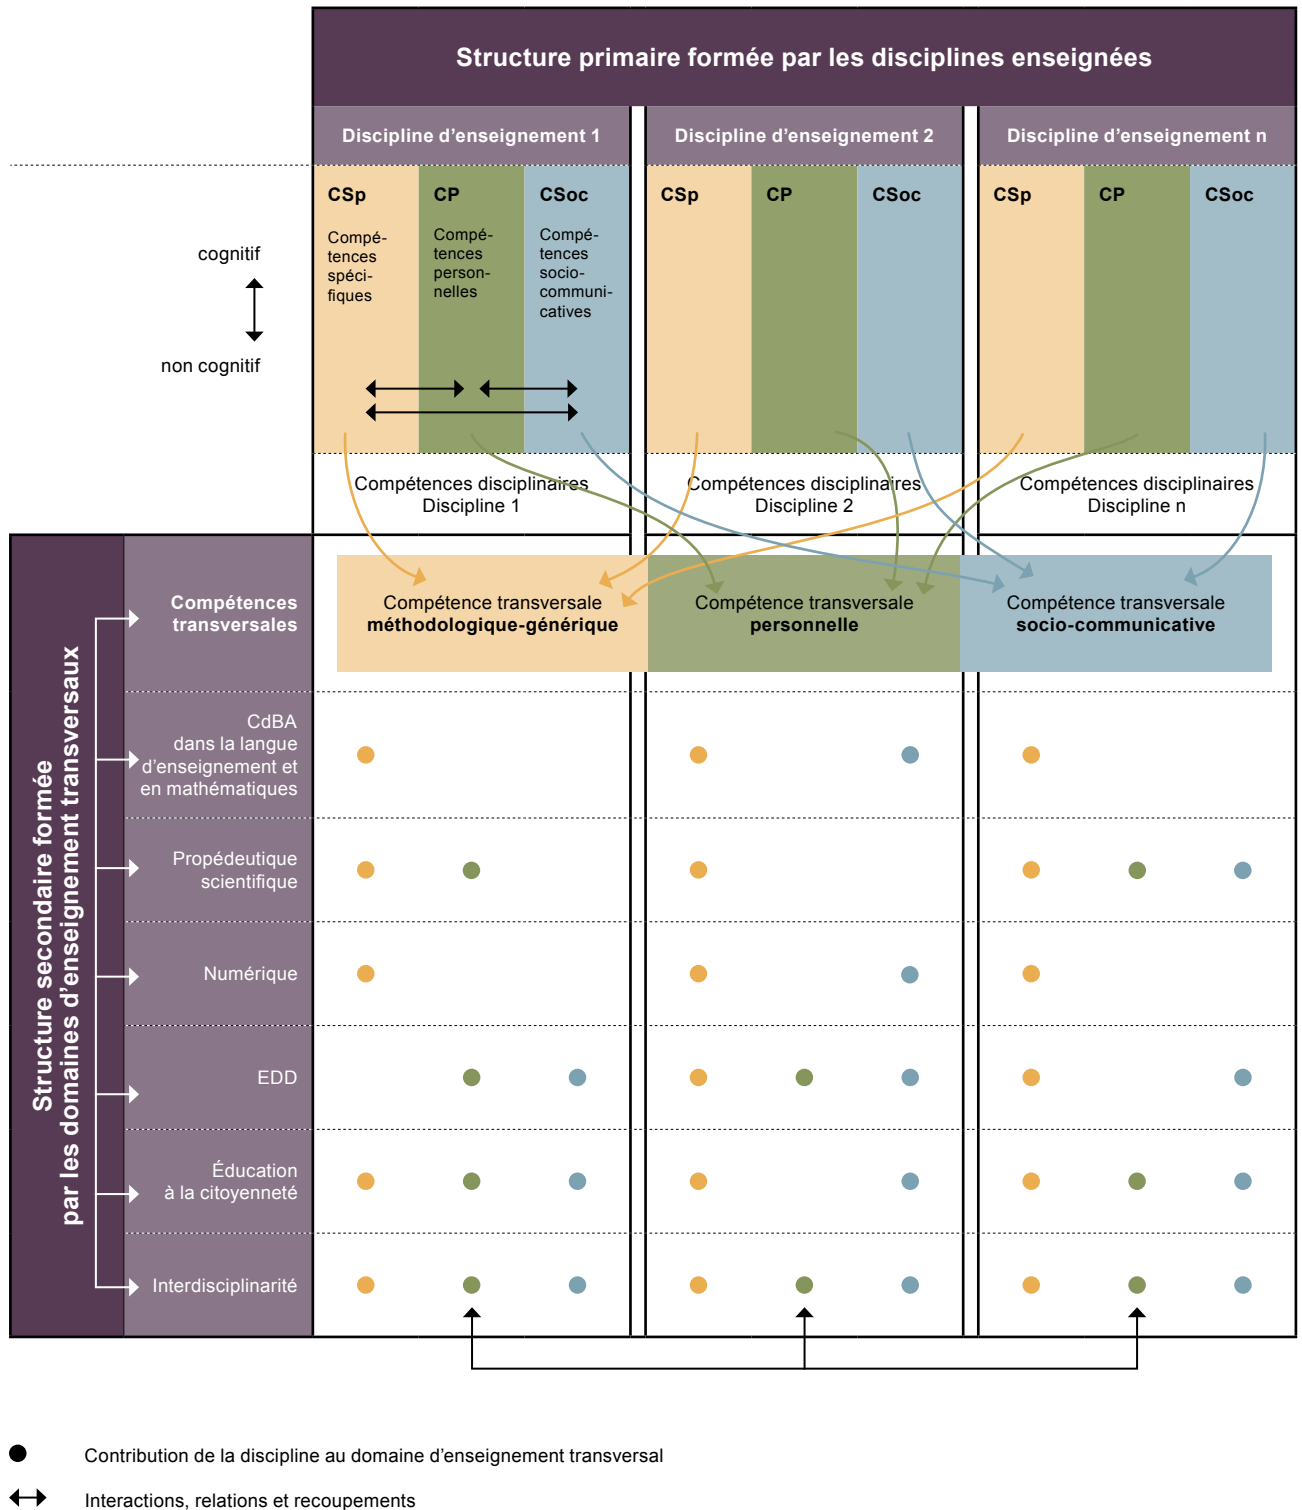 Structure primaire formée par les disciplines enseignées
Discipline d'enseignement 1
Discipline d'enseignement 2
Discipline d'enseignement n
CSp
CP
CSoc
CSp
CP
CSoc
CSp
CP
CSoc
Compé-
tences
spéci-
fiques
Compé-
tences
person-
nelles
Compé-
tences
socio-
communi-
catives
cognitif
non cognitif
Compétences disciplinaires
Discipline 1
Compétences disciplinaires
Discipline 2
Compétences disciplinaires
Discipline n
Structure secondaire formée
par les domaines d'enseignement transversaux
Compétences
transversales
Compétence transversale
méthodologique-générique
Compétence transversale
personnelle
Compétence transversale
socio-communicative
CdBA
dans la langue
d'enseignement et
en mathématiques
Propédeutique
scientifique
Numérique
EDD
Éducation
à la citoyenneté
Interdisciplinarité
Contribution de la discipline au domaine d'enseignement transversal
Interactions, relations et recoupements